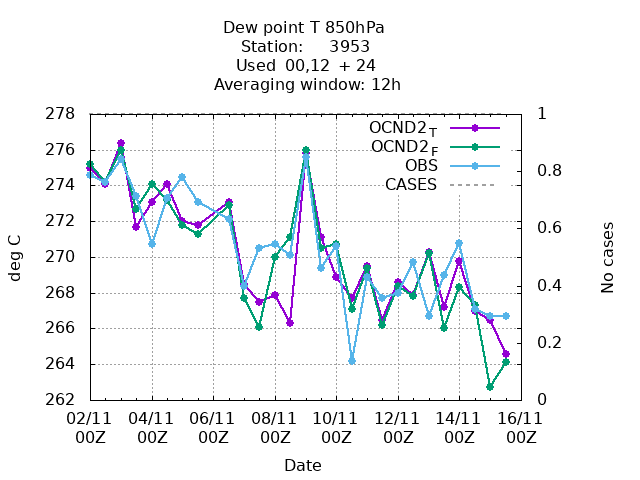 Dew point T 850hPa
Station: 3953
Used 00,12 + 24
Averaging window: 12h
278
276
274
272
270
268
266
264
262
1
0.8
0.6
0.4
0.2
0
deg C
No cases
OCND2 T
OCND2 F
OBS
CASES
02/11 04/11 06/11 08/11 10/11 12/11 14/11 16/11
00Z 00Z 00Z 00Z 00Z 00Z 00Z 00Z
Date